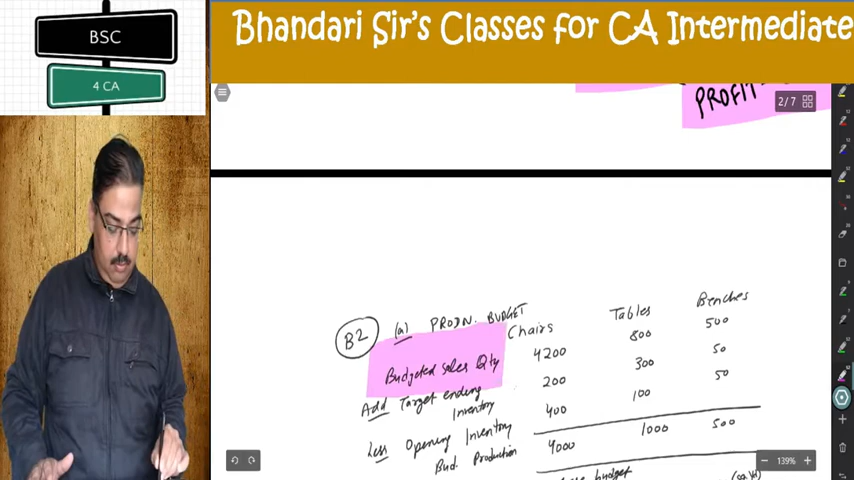 BSC
4 CA
Bhandari Sir's Classes for CA Intermediate
PROFIT
2/7
B2 (a) PRODN. BUDGET
Chairs Tables Benches
Budgeted Sales Qty 4200 800 500
Add Target ending Inventory 200 300 50
Less Opening Inventory 400 100 50
Bud. Production 4000 1000 500
budget
139%